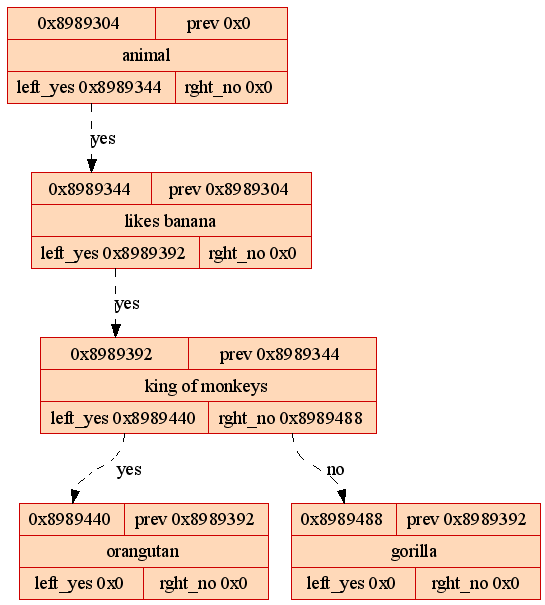 0x8989304 prev 0x0
animal
left_yes 0x8989344 rght_no 0x0
yes
0x8989344 prev 0x8989304
likes banana
left_yes 0x8989392 rght_no 0x0
yes
0x8989392 prev 0x8989344
king of monkeys
left_yes 0x8989440 rght_no 0x8989488
yes no
0x8989440 prev 0x8989392 0x8989488 prev 0x8989392
orangutan gorilla
left_yes 0x0 rght_no 0x0 left_yes 0x0 rght_no 0x0